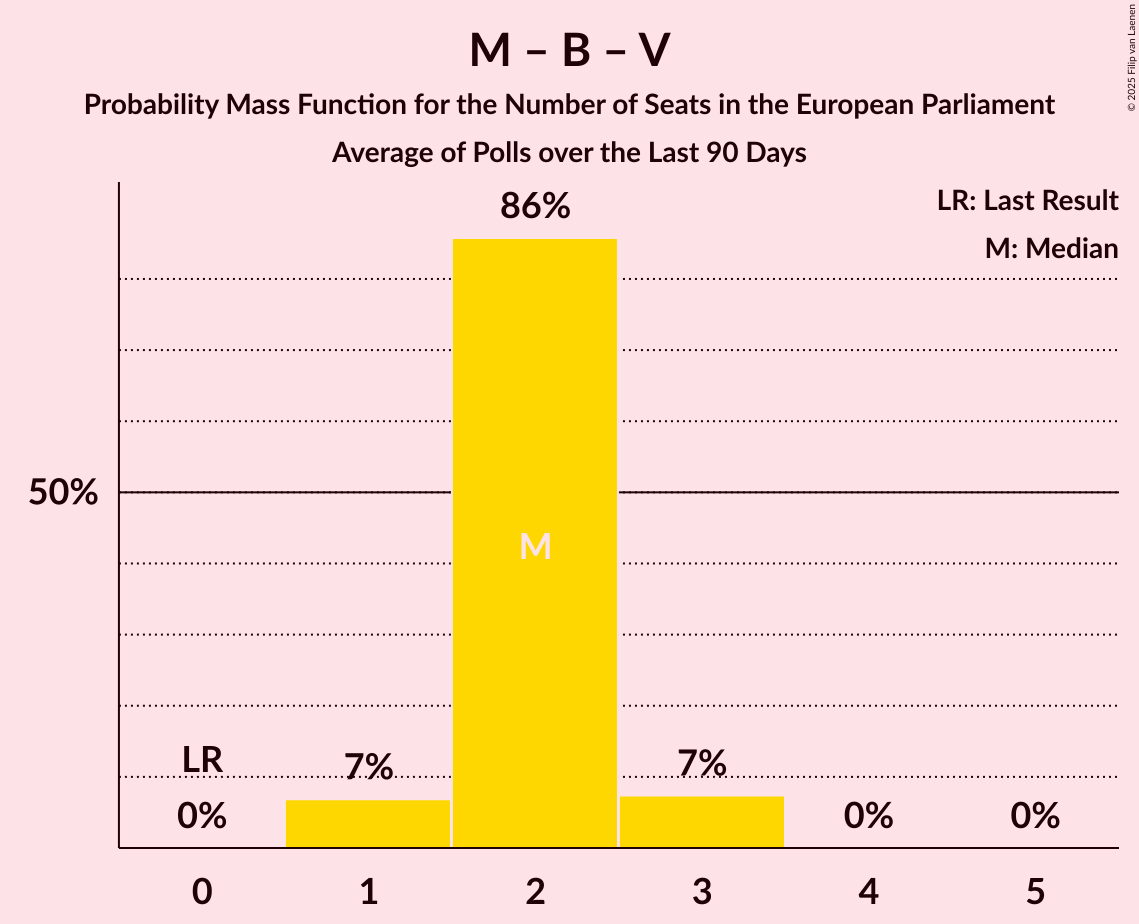 M – B – V
Probability Mass Function for the Number of Seats in the European Parliament
Average of Polls over the Last 90 Days
© 2025 Filip van Laenen
LR: Last Result
M: Median
86%
50%
M
LR
7%
7%
0%
0%
0%
0
1
2
3
4
5